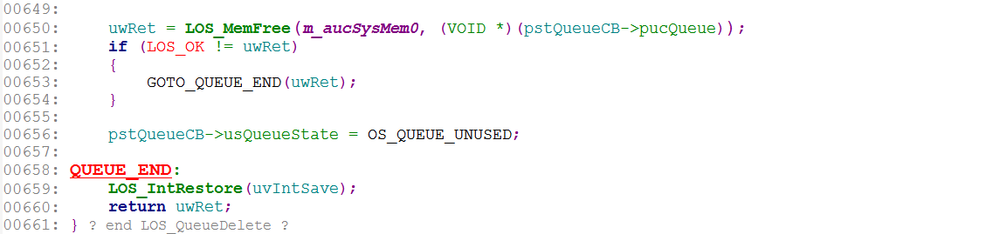 00649:
00650: uwRet = LOS_MemFree(m_aucSysMem0, (VOID *)(pstQueueCB->pucQueue));
00651: if (LOS_OK != uwRet)
00652: {
00653: GOTO_QUEUE_END(uwRet);
00654: }
00655:
00656: pstQueueCB->usQueueState = OS_QUEUE_UNUSED;
00657:
00658: QUEUE_END:
00659: LOS_IntRestore(uvIntSave);
00660: return uwRet;
00661: } ? end LOS_QueueDelete ?